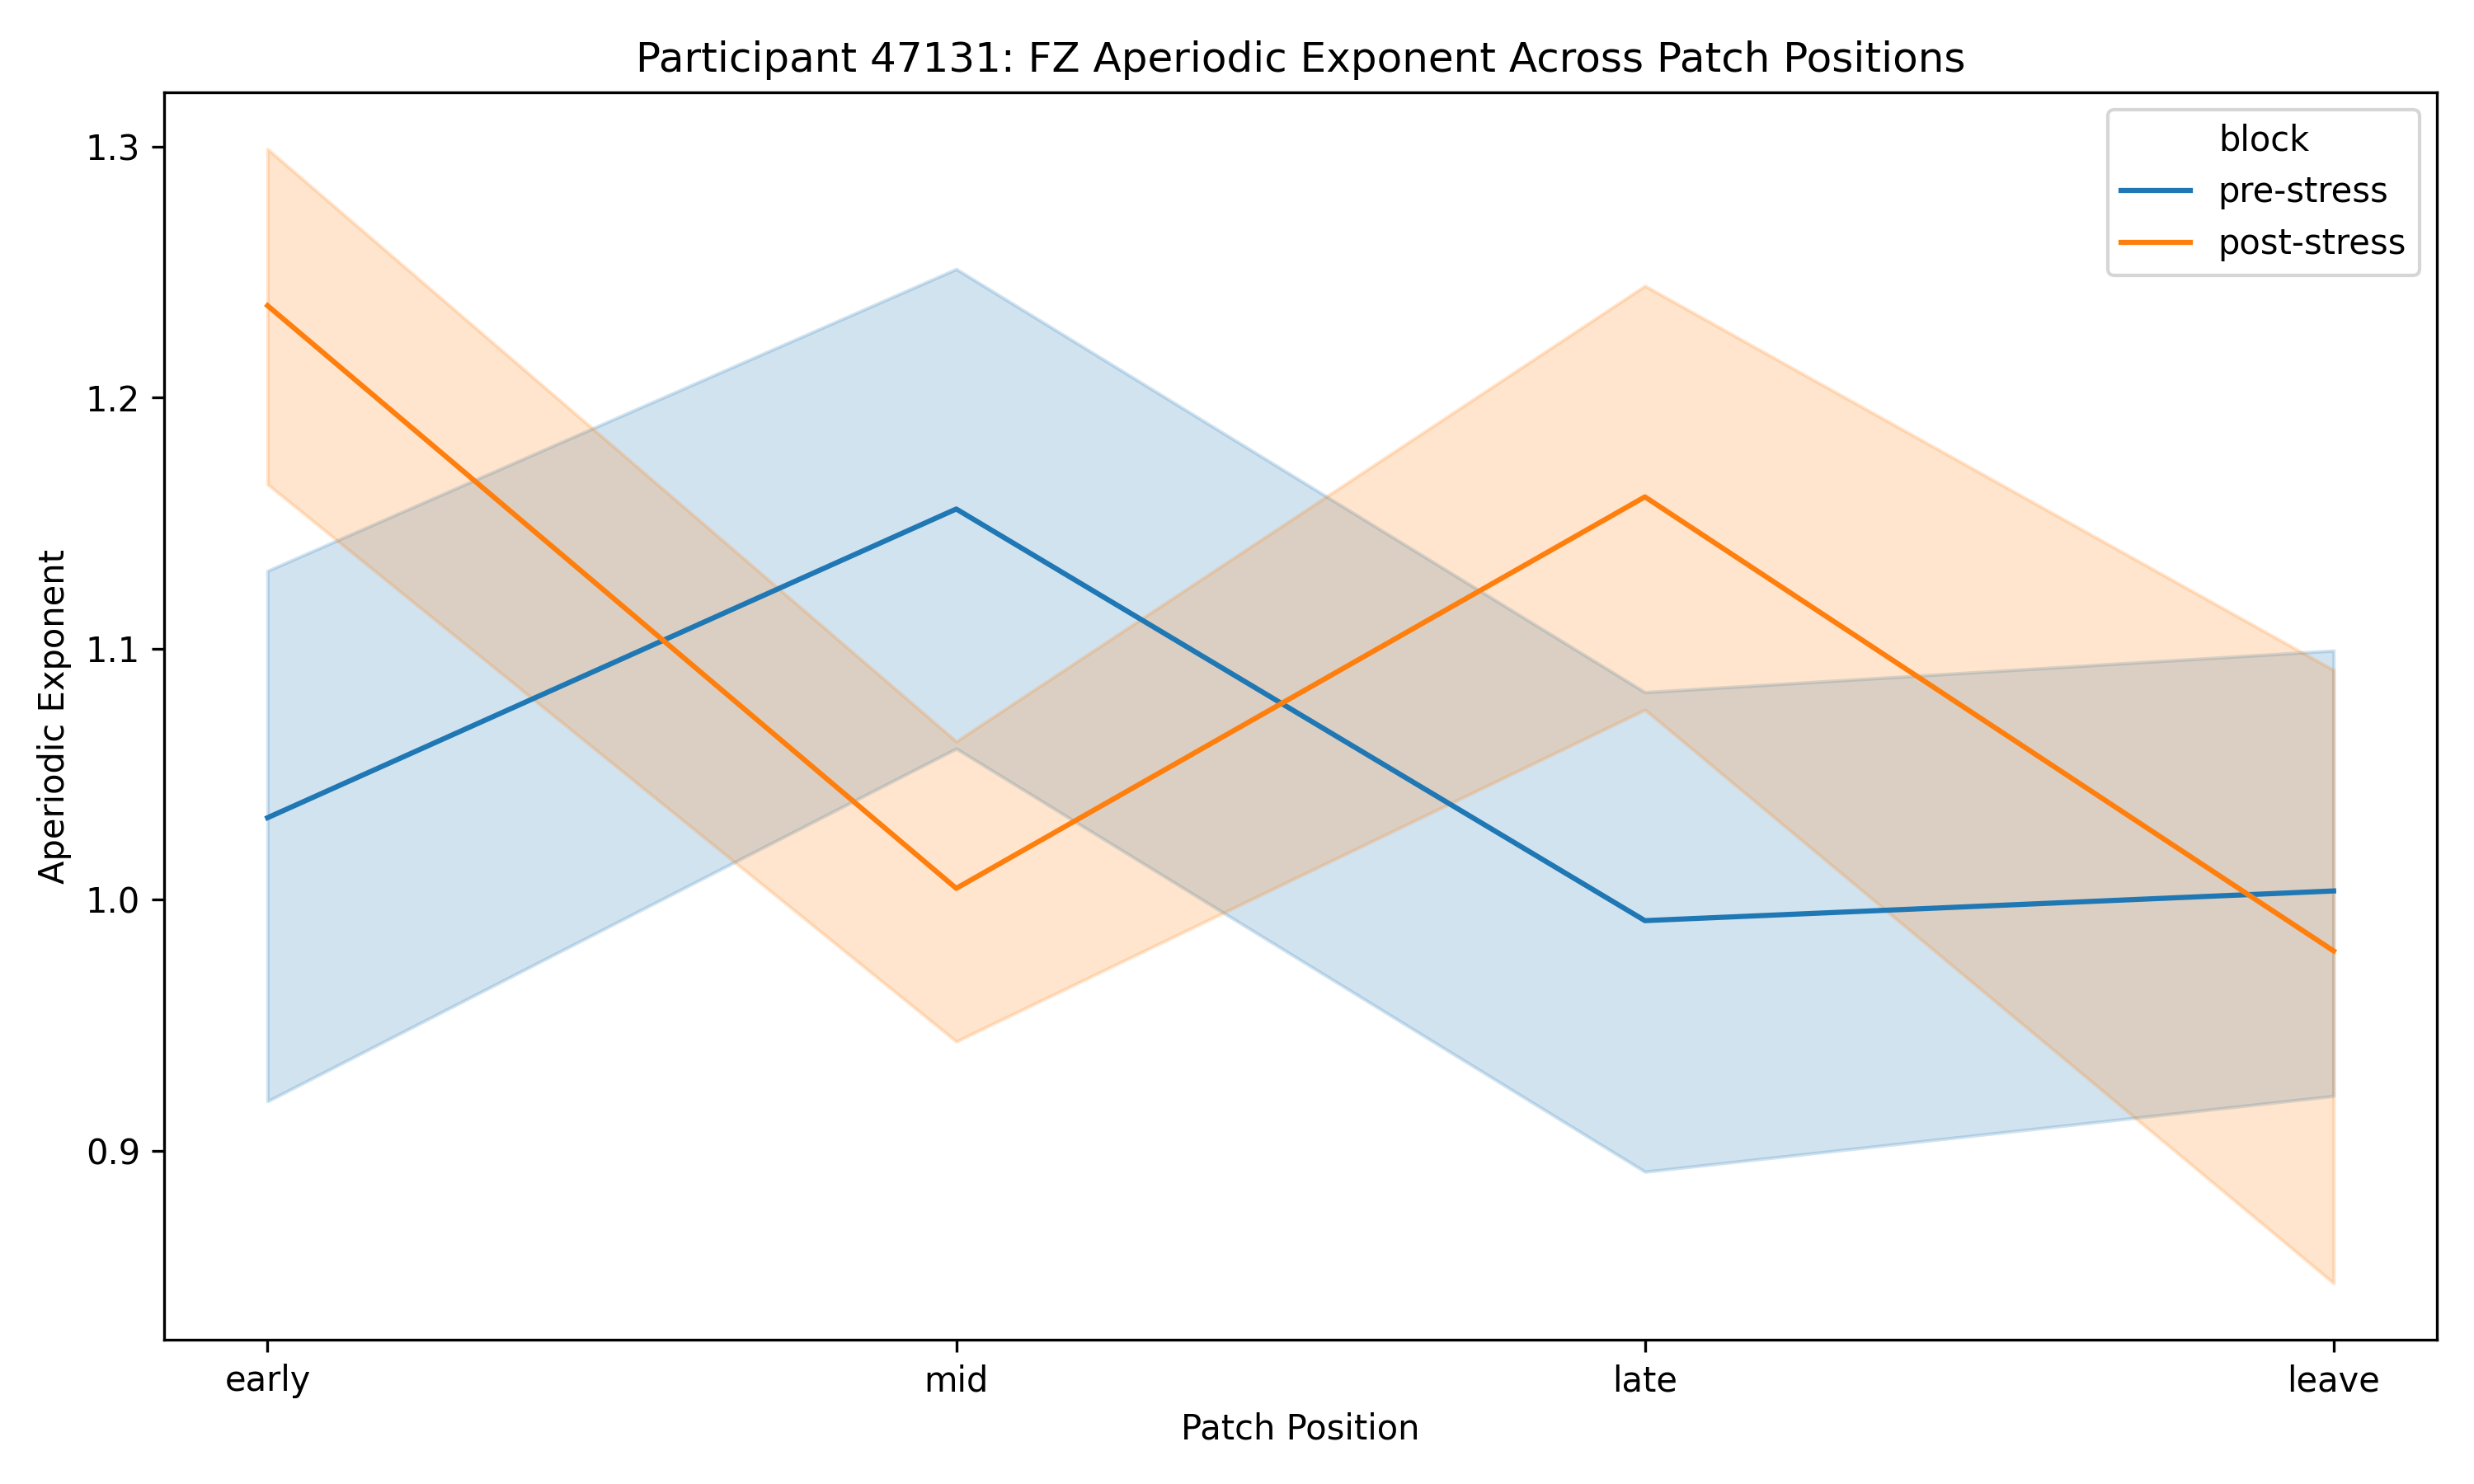 Participant 47131: FZ Aperiodic Exponent Across Patch Positions
block
pre-stress
post-stress
Aperiodic Exponent
1.3
1.2
1.1
1.0
0.9
early mid late leave
Patch Position